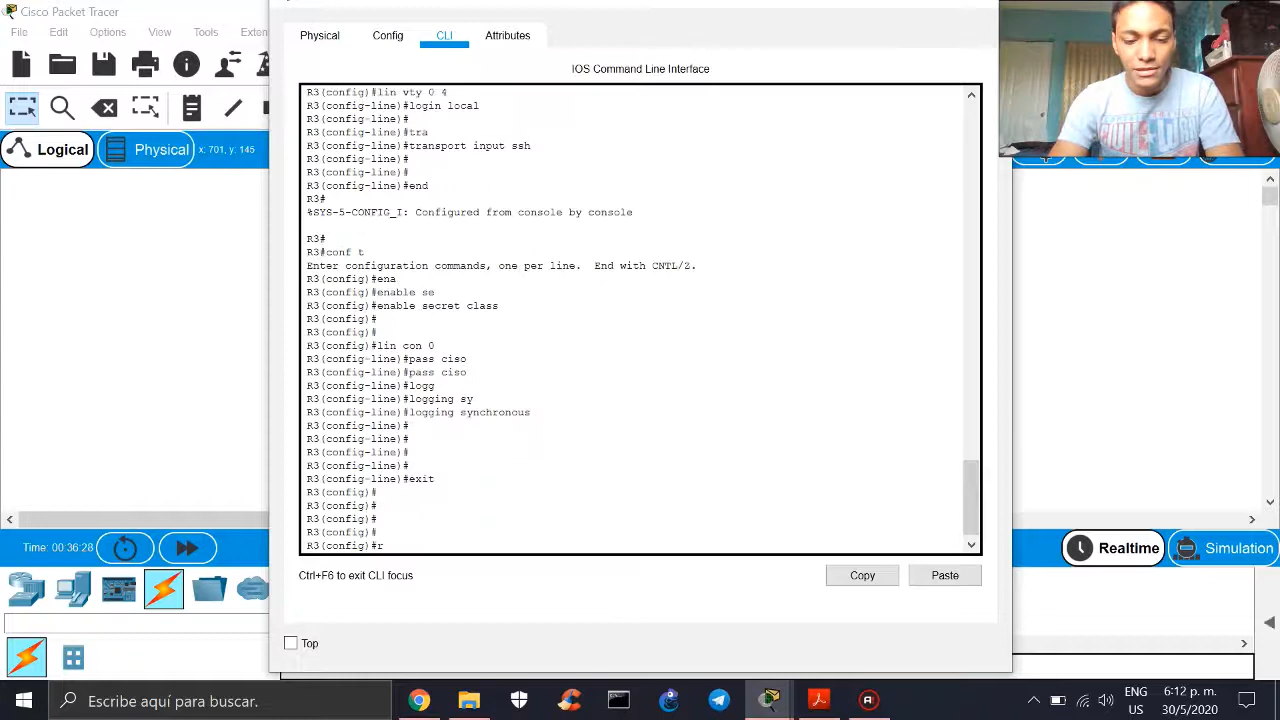 Cisco Packet Tracer
File Edit View Options Tools Exten
Physical Config CLI Attributes
IOS Command Line Interface
Logical Physical x: 701, y: 145
R3(config)#lin vty 0 4
R3(config-line)#login local
R3(config-line)#
R3(config-line)#tra
R3(config-line)#transport input ssh
R3(config-line)#
R3(config-line)#
R3(config-line)#end
R3#
%SYS-5-CONFIG_I: Configured from console by console
R3#
R3#conf t
Enter configuration commands, one per line.  End with CNTL/Z.
R3(config)#ena
R3(config)#enable se
R3(config)#enable secret class
R3(config)#
R3(config)#
R3(config)#lin con 0
R3(config-line)#pass ciso
R3(config-line)#pass ciso
R3(config-line)#logg
R3(config-line)#logging sy
R3(config-line)#logging synchronous
R3(config-line)#
R3(config-line)#
R3(config-line)#
R3(config-line)#
R3(config-line)#exit
R3(config)#
R3(config)#
R3(config)#
R3(config)#
R3(config)#r
Ctrl+F6 to exit CLI focus
Copy Paste
Top
Time: 00:36:28
Realtime Simulation
Escribe aquí para buscar.
ENG
US
6:12 p. m.
30/5/2020